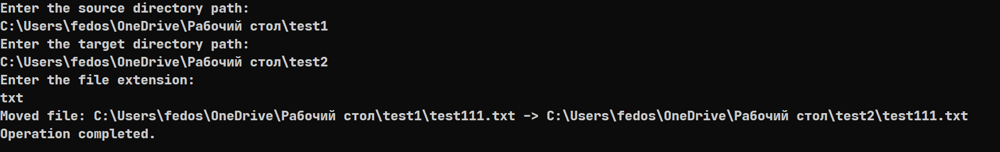 Enter the source directory path:
C:\Users\fedos\OneDrive\Рабочий стол\test1
Enter the target directory path:
C:\Users\fedos\OneDrive\Рабочий стол\test2
Enter the file extension:
txt
Moved file: C:\Users\fedos\OneDrive\Рабочий стол\test1\test111.txt -> C:\Users\fedos\OneDrive\Рабочий стол\test2\test111.txt
Operation completed.